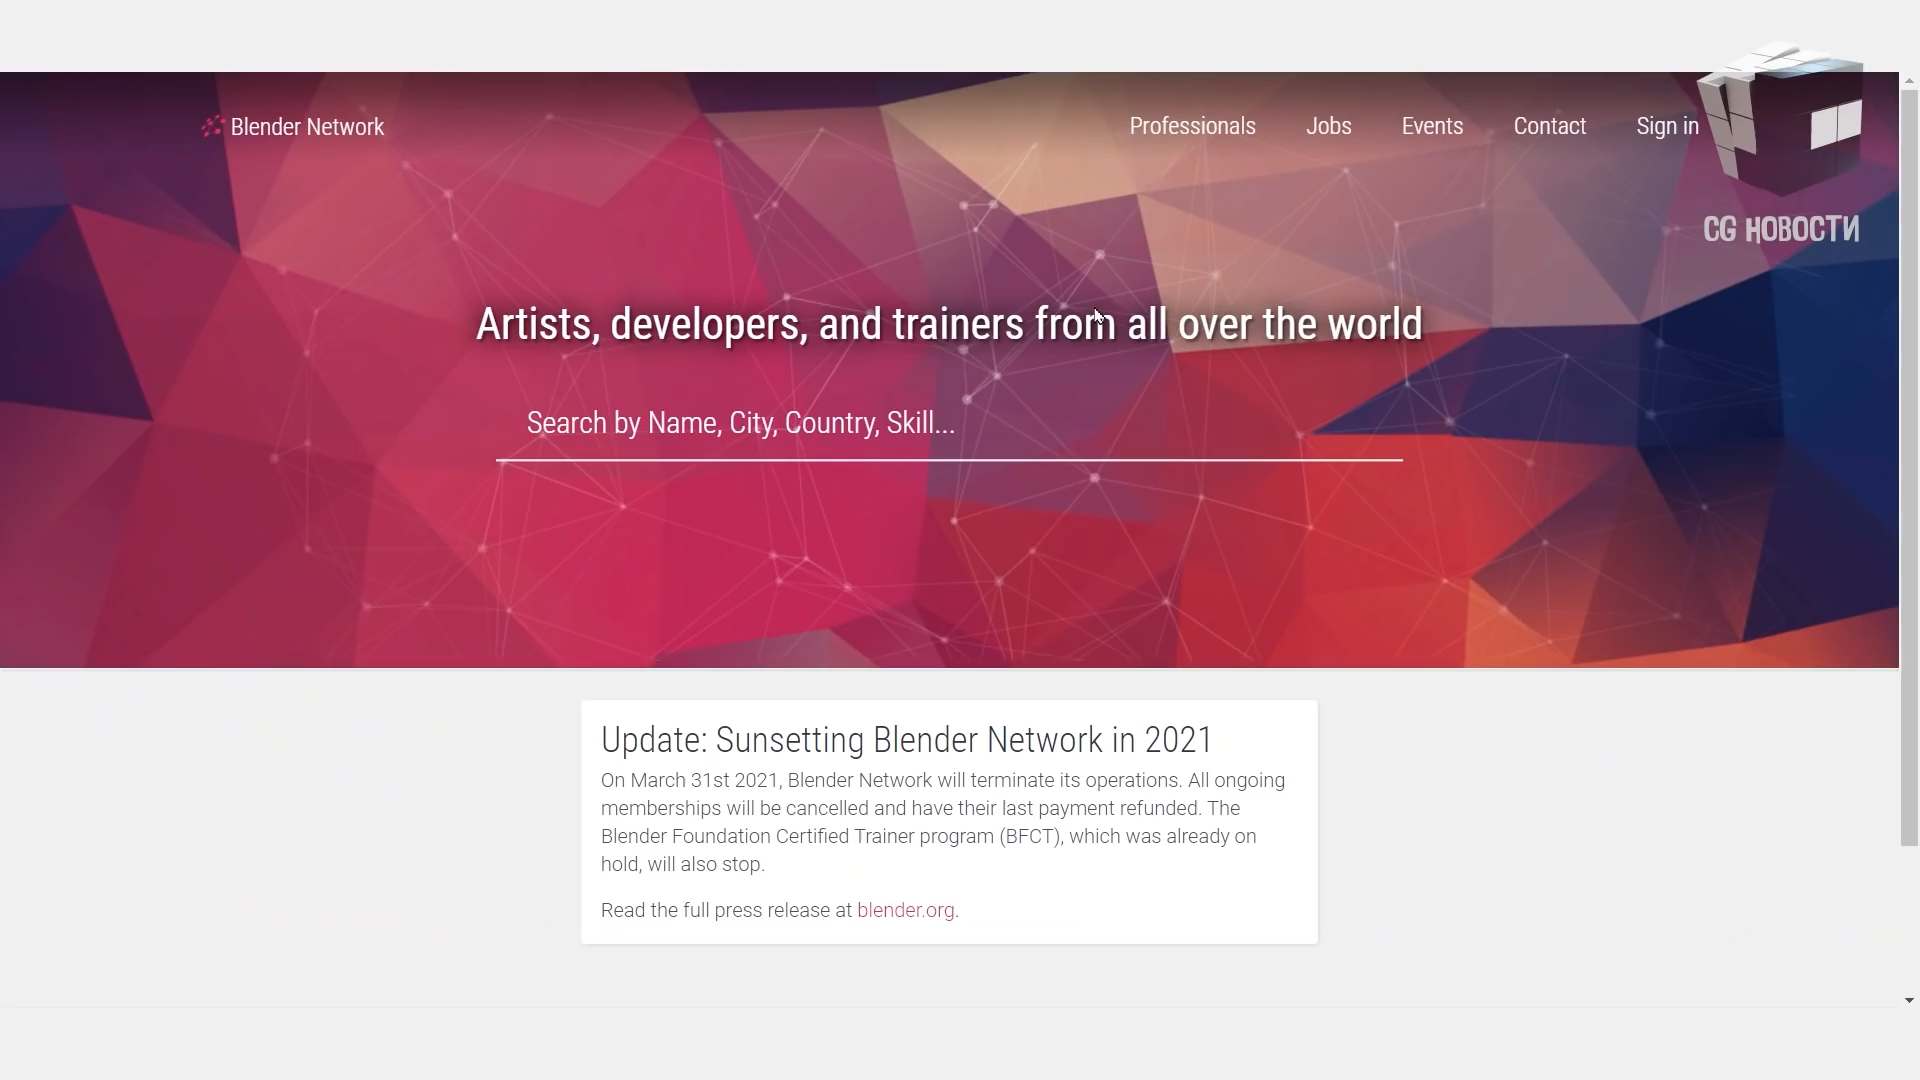 Blender Network
Professionals
Jobs
Events
Contact
Sign in
CG НОВОСТИ
Artists, developers, and trainers from all over the world
Search by Name, City, Country, Skill...
Update: Sunsetting Blender Network in 2021
On March 31st 2021, Blender Network will terminate its operations. All ongoing
memberships will be cancelled and have their last payment refunded. The
Blender Foundation Certified Trainer program (BFCT), which was already on
hold, will also stop.
Read the full press release at blender.org.